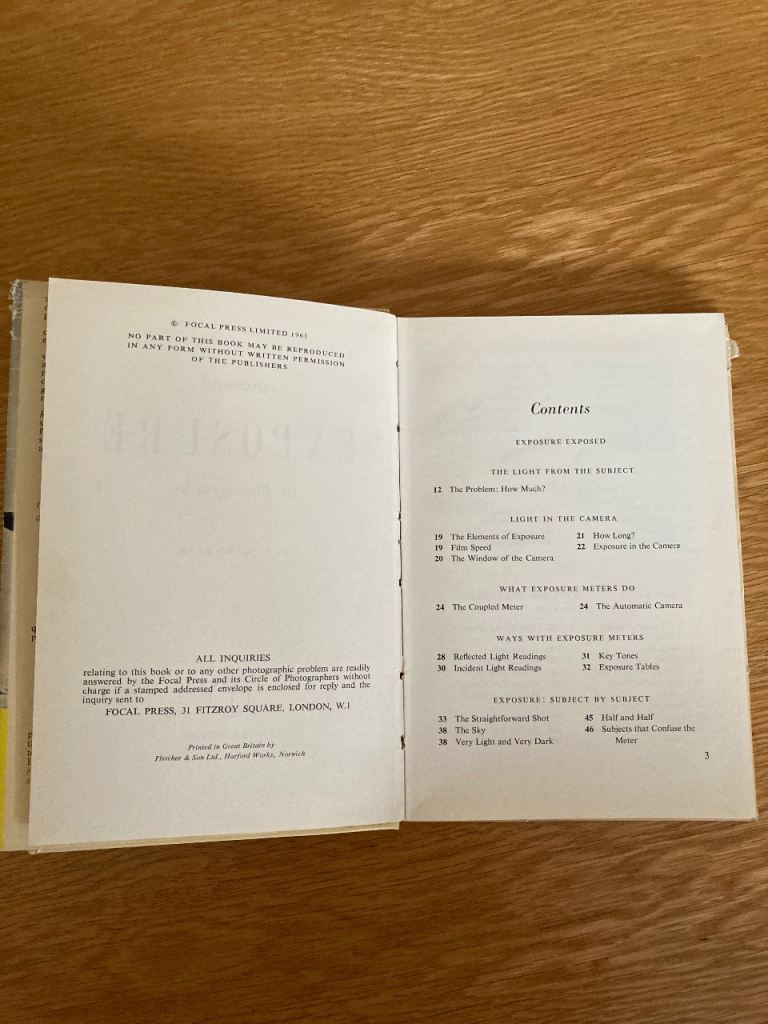 © FOCAL PRESS LIMITED 1961
NO PART OF THIS BOOK MAY BE REPRODUCED
IN ANY FORM WITHOUT WRITTEN PERMISSION
OF THE PUBLISHERS
ALL INQUIRIES
relating to this book or to any other photographic problem are readily
answered by the Focal Press and its Circle of Photographers without
charge if a stamped addressed envelope is enclosed for reply and the
inquiry sent to
FOCAL PRESS, 31 FITZROY SQUARE, LONDON, W.1
Printed in Great Britain by
Fletcher & Son Ltd., Harford Works, Norwich
Contents
EXPOSURE EXPOSED
THE LIGHT FROM THE SUBJECT
12 The Problem: How Much?
LIGHT IN THE CAMERA
19 The Elements of Exposure
19 Film Speed
20 The Window of the Camera
21 How Long?
22 Exposure in the Camera
WHAT EXPOSURE METERS DO
24 The Coupled Meter
24 The Automatic Camera
WAYS WITH EXPOSURE METERS
28 Reflected Light Readings
30 Incident Light Readings
31 Key Tones
32 Exposure Tables
EXPOSURE: SUBJECT BY SUBJECT
33 The Straightforward Shot
38 The Sky
38 Very Light and Very Dark
45 Half and Half
46 Subjects that Confuse the
Meter
3